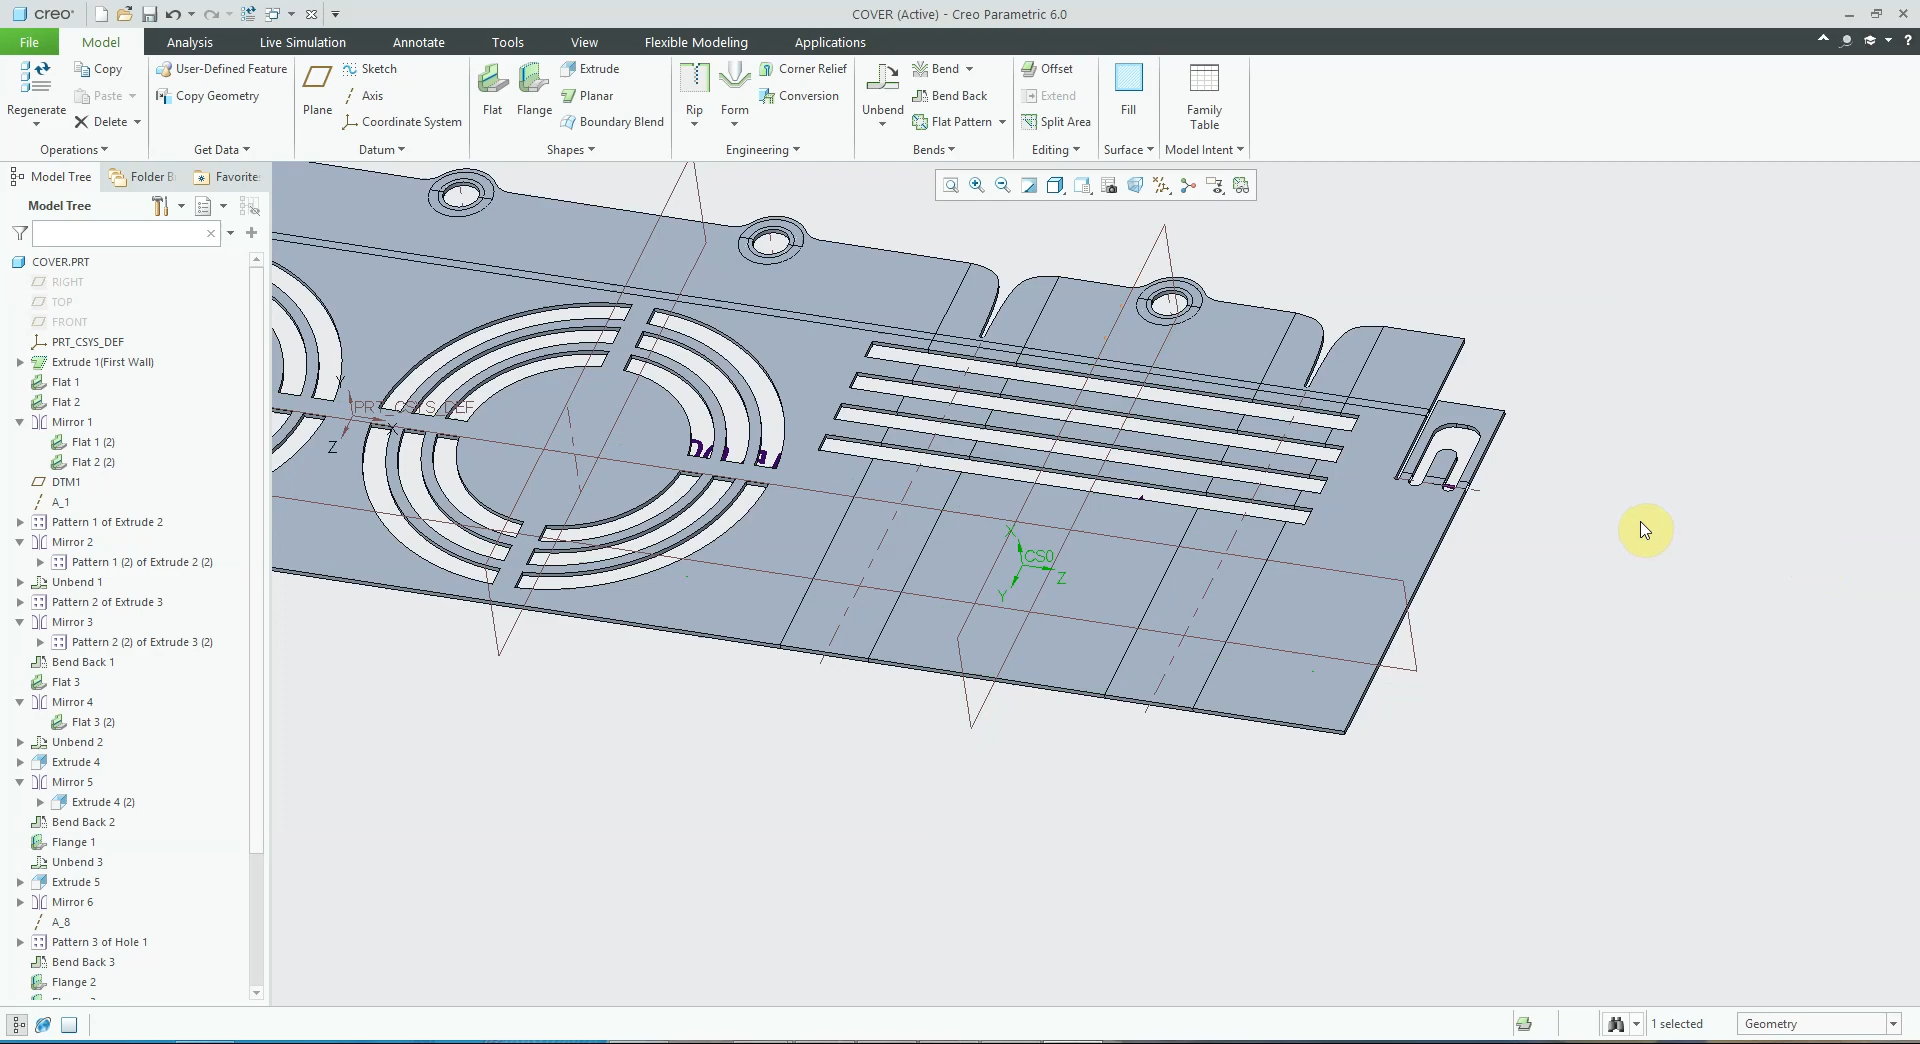 creo
COVER (Active) - Creo Parametric 6.0
File
Model
Analysis
Live Simulation
Annotate
Tools
View
Flexible Modeling
Applications
Regenerate
Copy
Paste
Delete
Operations
User-Defined Feature
Copy Geometry
Get Data
Plane
Sketch
Axis
Coordinate System
Datum
Flat
Flange
Extrude
Planar
Boundary Blend
Shapes
Rip
Form
Corner Relief
Conversion
Engineering
Unbend
Bend
Bend Back
Flat Pattern
Bends
Offset
Extend
Split Area
Editing
Fill
Surface
Family
Table
Model Intent
Model Tree
Folder B
Favorite
Model Tree
COVER.PRT
RIGHT
TOP
FRONT
PRT_CSYS_DEF
Extrude 1(First Wall)
Flat 1
Flat 2
Mirror 1
Flat 1 (2)
Flat 2 (2)
DTM1
A_1
Pattern 1 of Extrude 2
Mirror 2
Pattern 1 (2) of Extrude 2 (2)
Unbend 1
Pattern 2 of Extrude 3
Mirror 3
Pattern 2 (2) of Extrude 3 (2)
Bend Back 1
Flat 3
Mirror 4
Flat 3 (2)
Unbend 2
Extrude 4
Mirror 5
Extrude 4 (2)
Bend Back 2
Flange 1
Unbend 3
Extrude 5
Mirror 6
A_8
Pattern 3 of Hole 1
Bend Back 3
Flange 2
PRT_CSYS_DEF
Y
X
Z
X
CS0
Z
Y
1 selected
Geometry